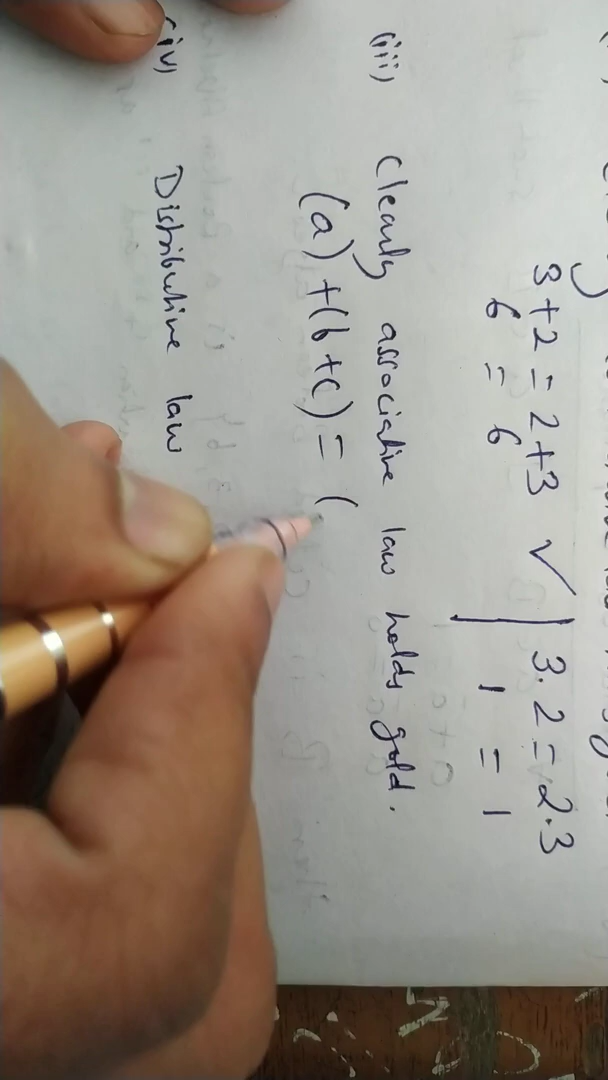 3+2 = 2+3 ✓ | 3.2 = 2.3
6 = 6 1 = 1
(iii) Clearly associative law holds gold.
(a) +(b+c) = (
(iv) Distributive law